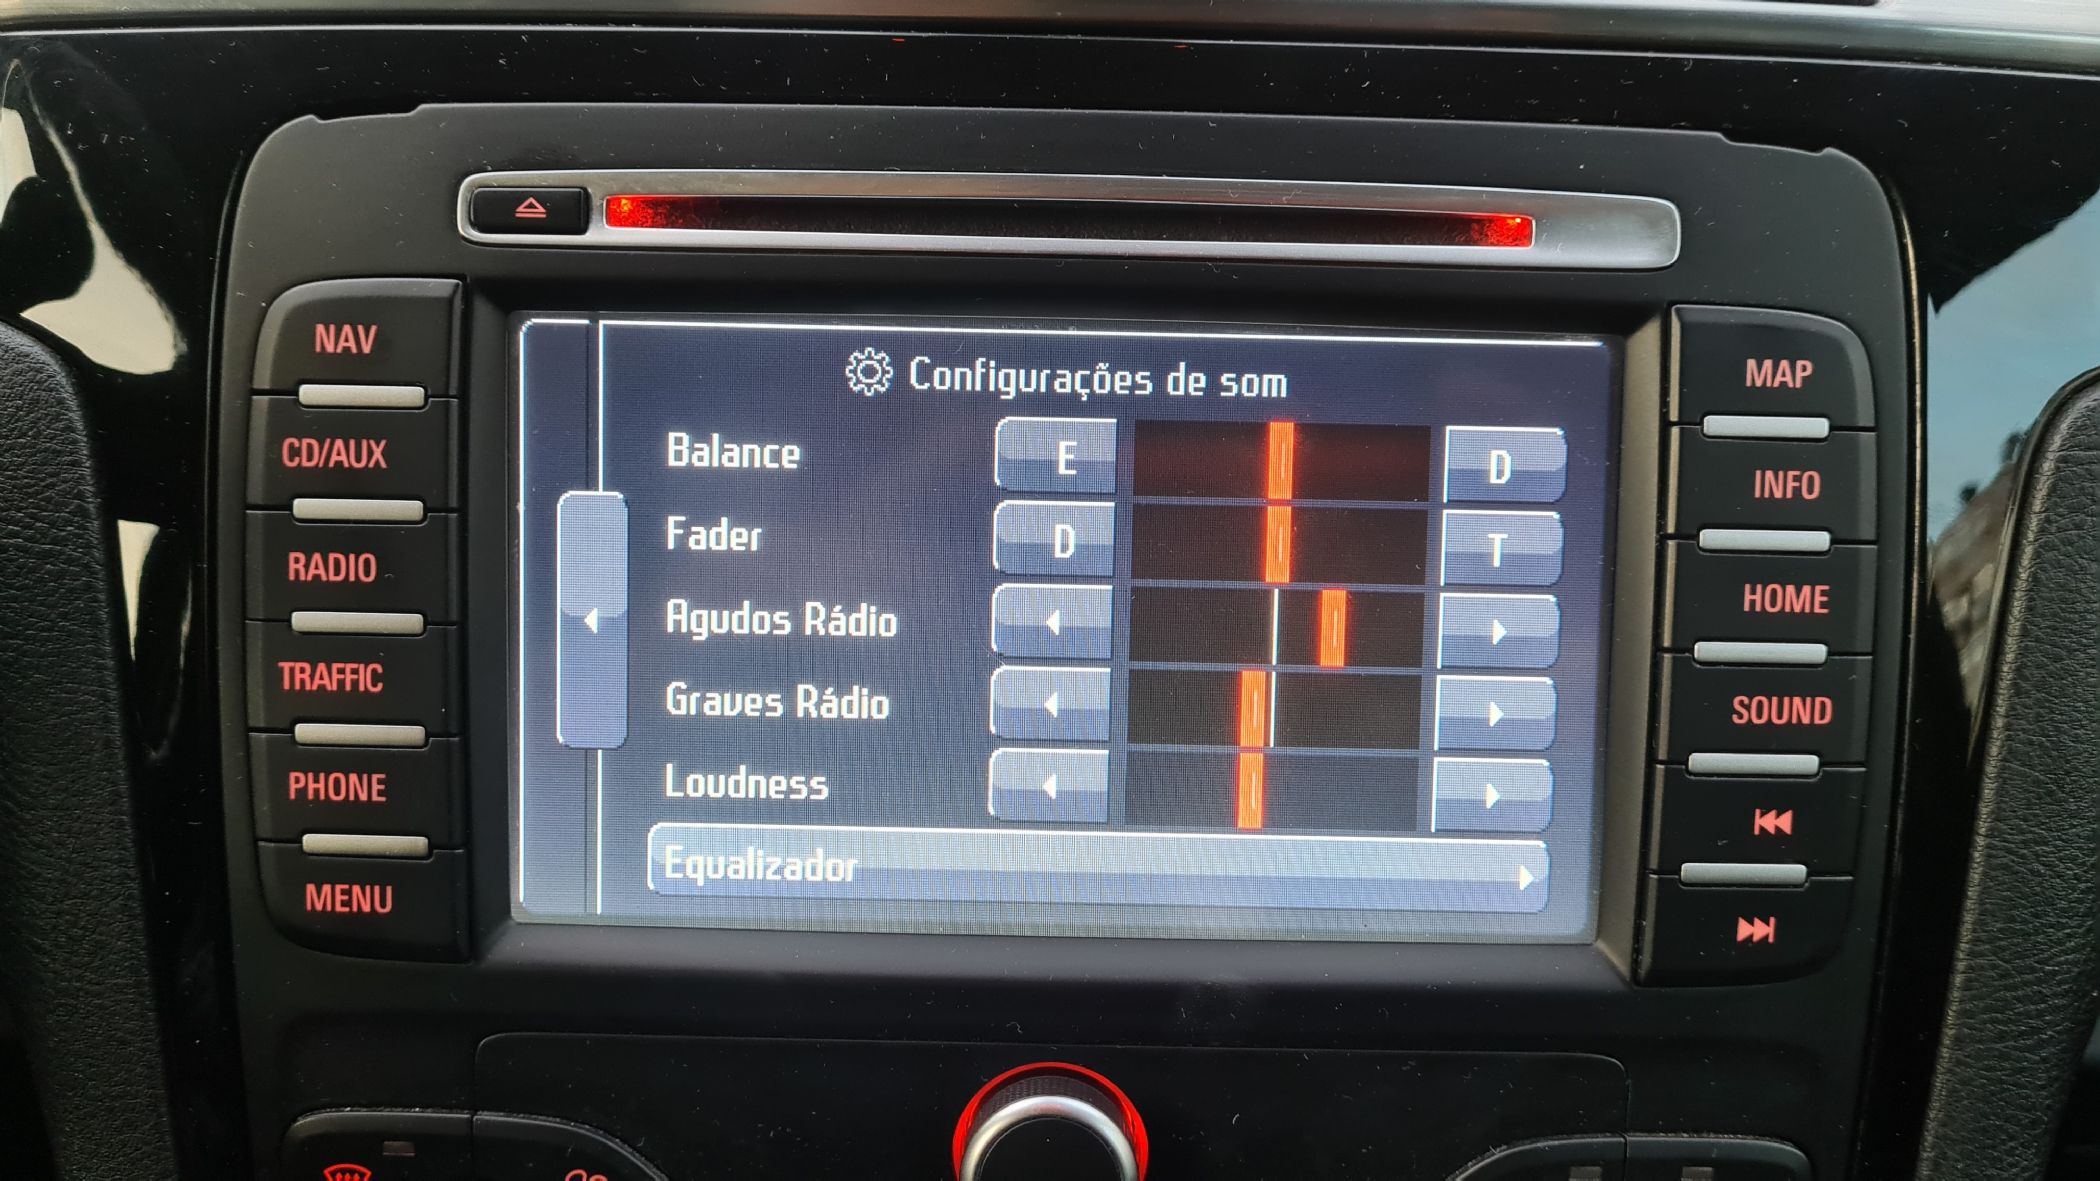 NAV
CD/AUX
RADIO
TRAFFIC
PHONE
MENU
Configurações de som
Balance E D
Fader D T
Agudos Rádio
Graves Rádio
Loudness
Equalizador
MAP
INFO
HOME
SOUND